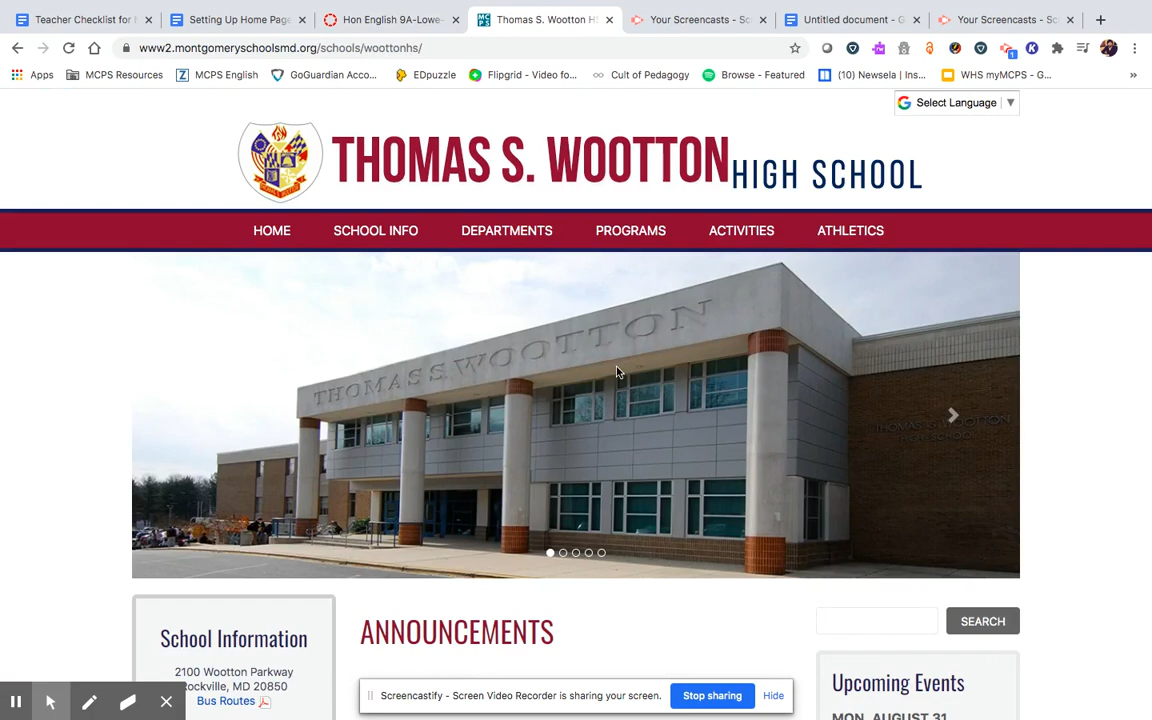 Teacher Checklist for N
Setting Up Home Page
Hon English 9A-Lowe-
Thomas S. Wootton H
Your Screencasts - Sc
Untitled document - G
Your Screencasts - Sc
www2.montgomeryschoolsmd.org/schools/woottonhs/
Apps
MCPS Resources
MCPS English
GoGuardian Acco...
EDpuzzle
Flipgrid - Video fo...
Cult of Pedagogy
Browse - Featured
(10) Newsela | Ins...
WHS myMCPS - G...
Select Language
THOMAS S. WOOTTON HIGH SCHOOL
HOME
SCHOOL INFO
DEPARTMENTS
PROGRAMS
ACTIVITIES
ATHLETICS
THOMAS S. WOOTTON
THOMAS S. WOOTTON
HIGH SCHOOL
School Information
2100 Wootton Parkway
Rockville, MD 20850
Bus Routes
ANNOUNCEMENTS
SEARCH
Upcoming Events
MON, AUGUST 31
Screencastify - Screen Video Recorder is sharing your screen.
Stop sharing
Hide